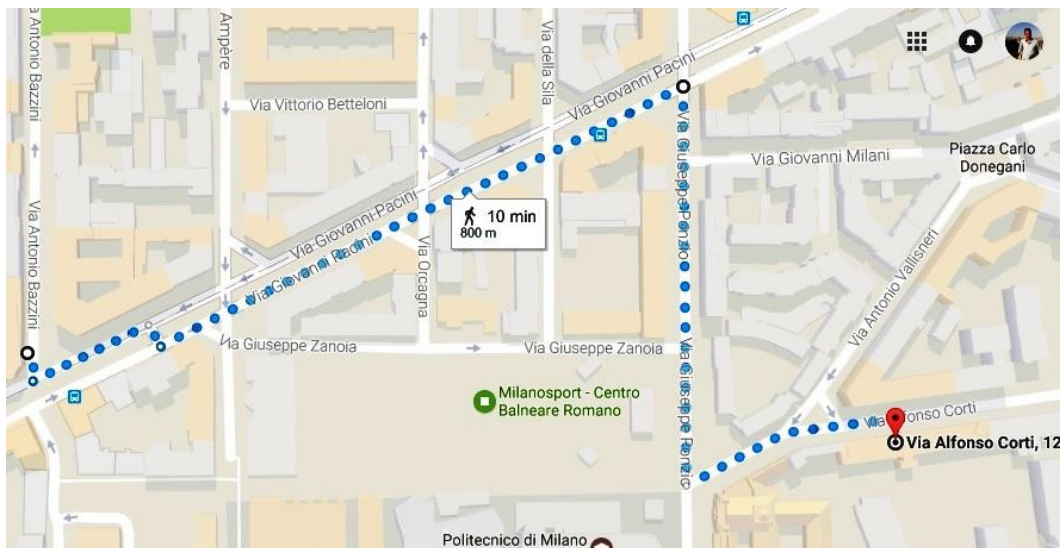 Via Antonio Bazzini
Via Antonio Bazzini
Ampère
Via Vittorio Betteloni
Via della Sila
Via Giovanni Pacini
Via Giovanni Pacini
Via Giovanni Pacini
Via Orcagna
10 min
800 m
Via Giuseppe Ponzio
Via Giovanni Milani
Piazza Carlo
Donegani
Via Antonio Vallisneri
Via Giuseppe Zanoia
Via Giuseppe Zanoia
Via Giuseppe Ponzio
Milanosport - Centro
Balneare Romano
Via Alfonso Corti
Via Alfonso Corti, 12
Politecnico di Milano